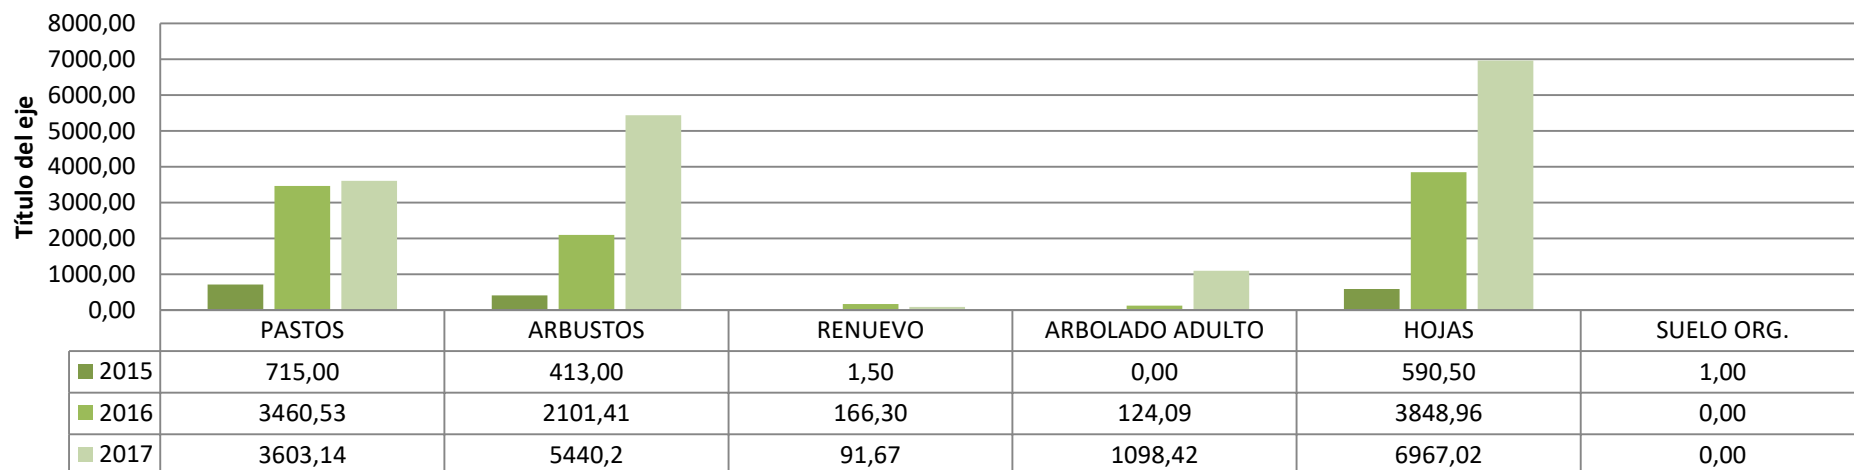 8000,00
7000,00
6000,00
5000,00
4000,00
3000,00
2000,00
1000,00
0,00
Título del eje
PASTOS ARBUSTOS RENUEVO ARBOLADO ADULTO HOJAS SUELO ORG.
2015 715,00 413,00 1,50 0,00 590,50 1,00
2016 3460,53 2101,41 166,30 124,09 3848,96 0,00
2017 3603,14 5440,2 91,67 1098,42 6967,02 0,00